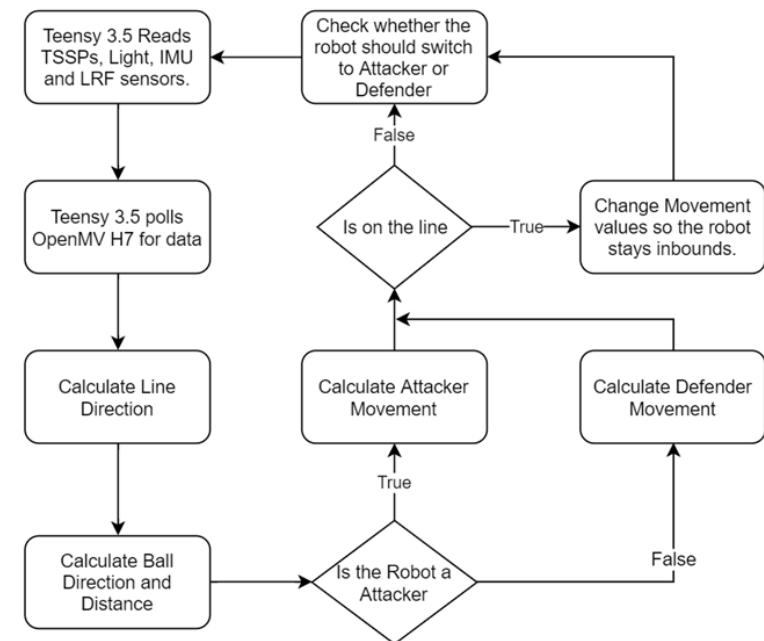 Teensy 3.5 Reads
TSSPs, Light, IMU
and LRF sensors.
Check whether the
robot should switch
to Attacker or
Defender
False
Teensy 3.5 polls
OpenMV H7 for data
Is on the line
True
Change Movement
values so the robot
stays inbounds.
Calculate Line
Direction
Calculate Attacker
Movement
Calculate Defender
Movement
True
Calculate Ball
Direction and
Distance
Is the Robot a
Attacker
False